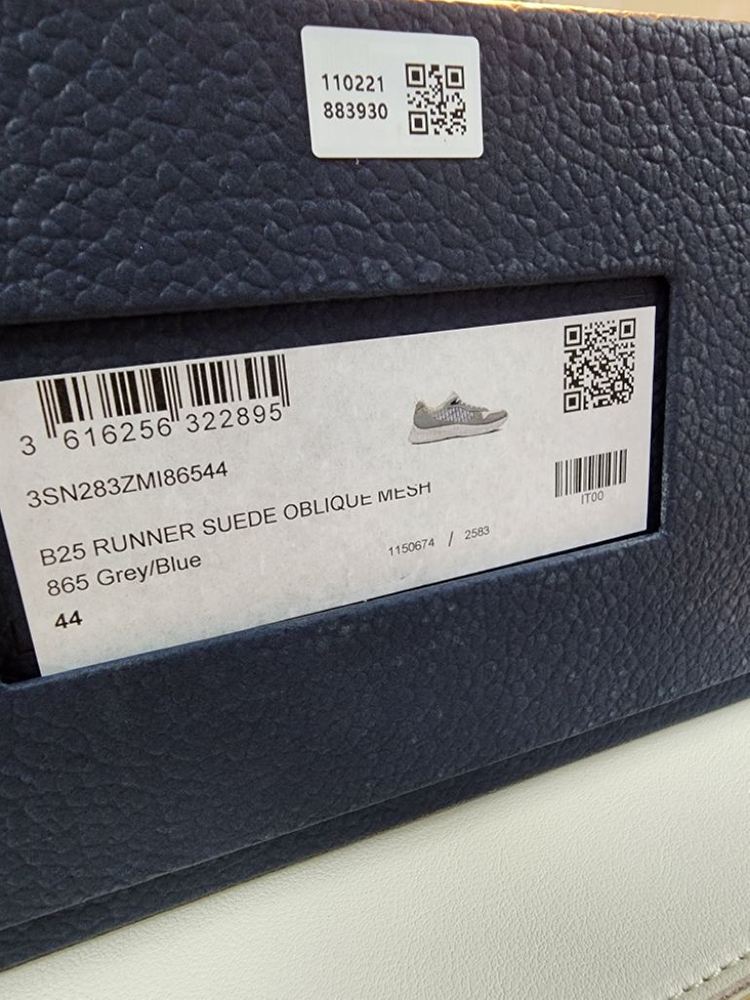 110221
883930
3 616256 322895
3SN283ZMI86544
B25 RUNNER SUEDE OBLIQUE MESH
865 Grey/Blue
1150674 / 2583
44
IT00